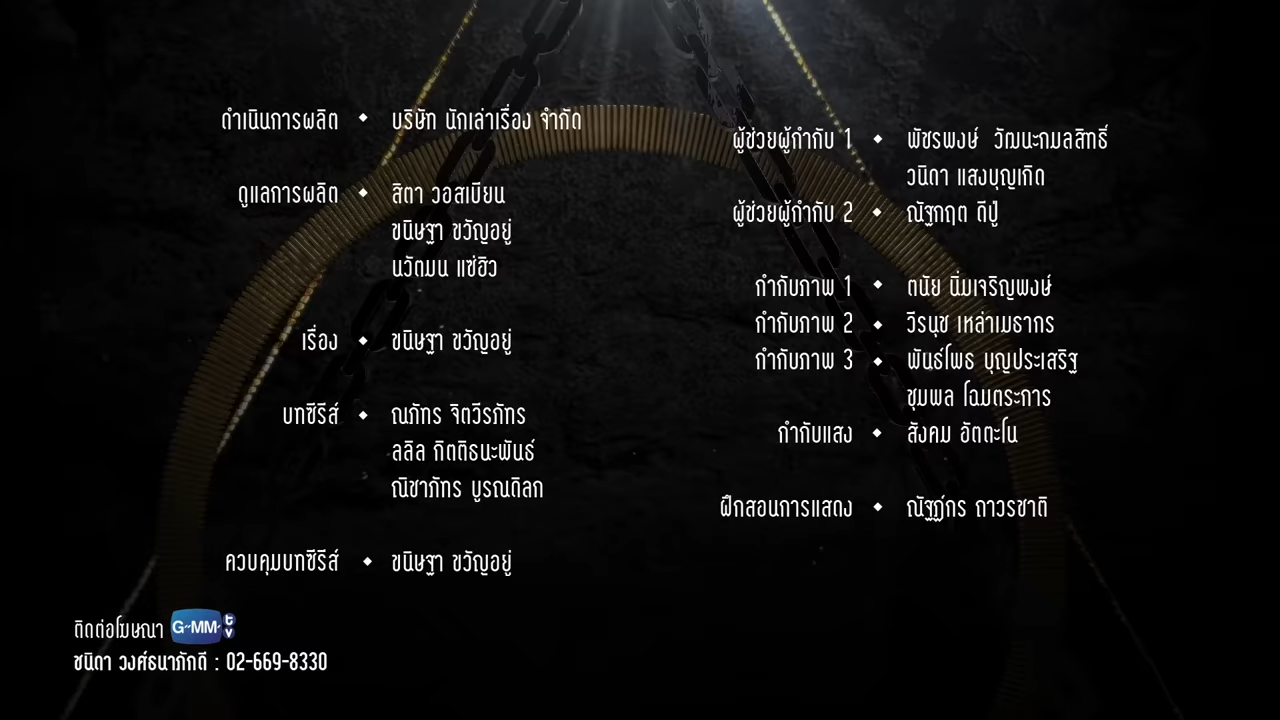 ดำเนินการผลิต ◆ บริษัท นักเล่าเรื่อง จำกัด
ดูแลการผลิต ◆ สิตา วอสเบียน
ขนิษฐา ขวัญอยู่
นวัตมน แซ่ฮิว
เรื่อง ◆ ขนิษฐา ขวัญอยู่
บทซีรีส์ ◆ ณภัทร จิตวีรภัทร
ลลิล กิตติธนะพันธ์
ณิชาภัทร บูรณดิลก
ควบคุมบทซีรีส์ ◆ ขนิษฐา ขวัญอยู่
ผู้ช่วยผู้กำกับ 1 ◆ พัชรพงษ์ วัฒนะกมลสิทธิ์
วนิดา แสงบุญเกิด
ผู้ช่วยผู้กำกับ 2 ◆ ณัฐกฤต ดีปู่
กำกับภาพ 1 ◆ ตนัย นิ่มเจริญพงษ์
กำกับภาพ 2 ◆ วิรนุช เหล่าเมธากร
กำกับภาพ 3 ◆ พันธ์โพธ บุญประเสริฐ
ชุมพล โฉมตระการ
กำกับแสง ◆ สังคม อัตตะโน
ฝึกสอนการแสดง ◆ ณัฐฏ์กร ถาวรชาติ
ติดต่อโฆษณา GMM tv
ชนิดา วงศ์ธนาภักดี : 02-669-8330